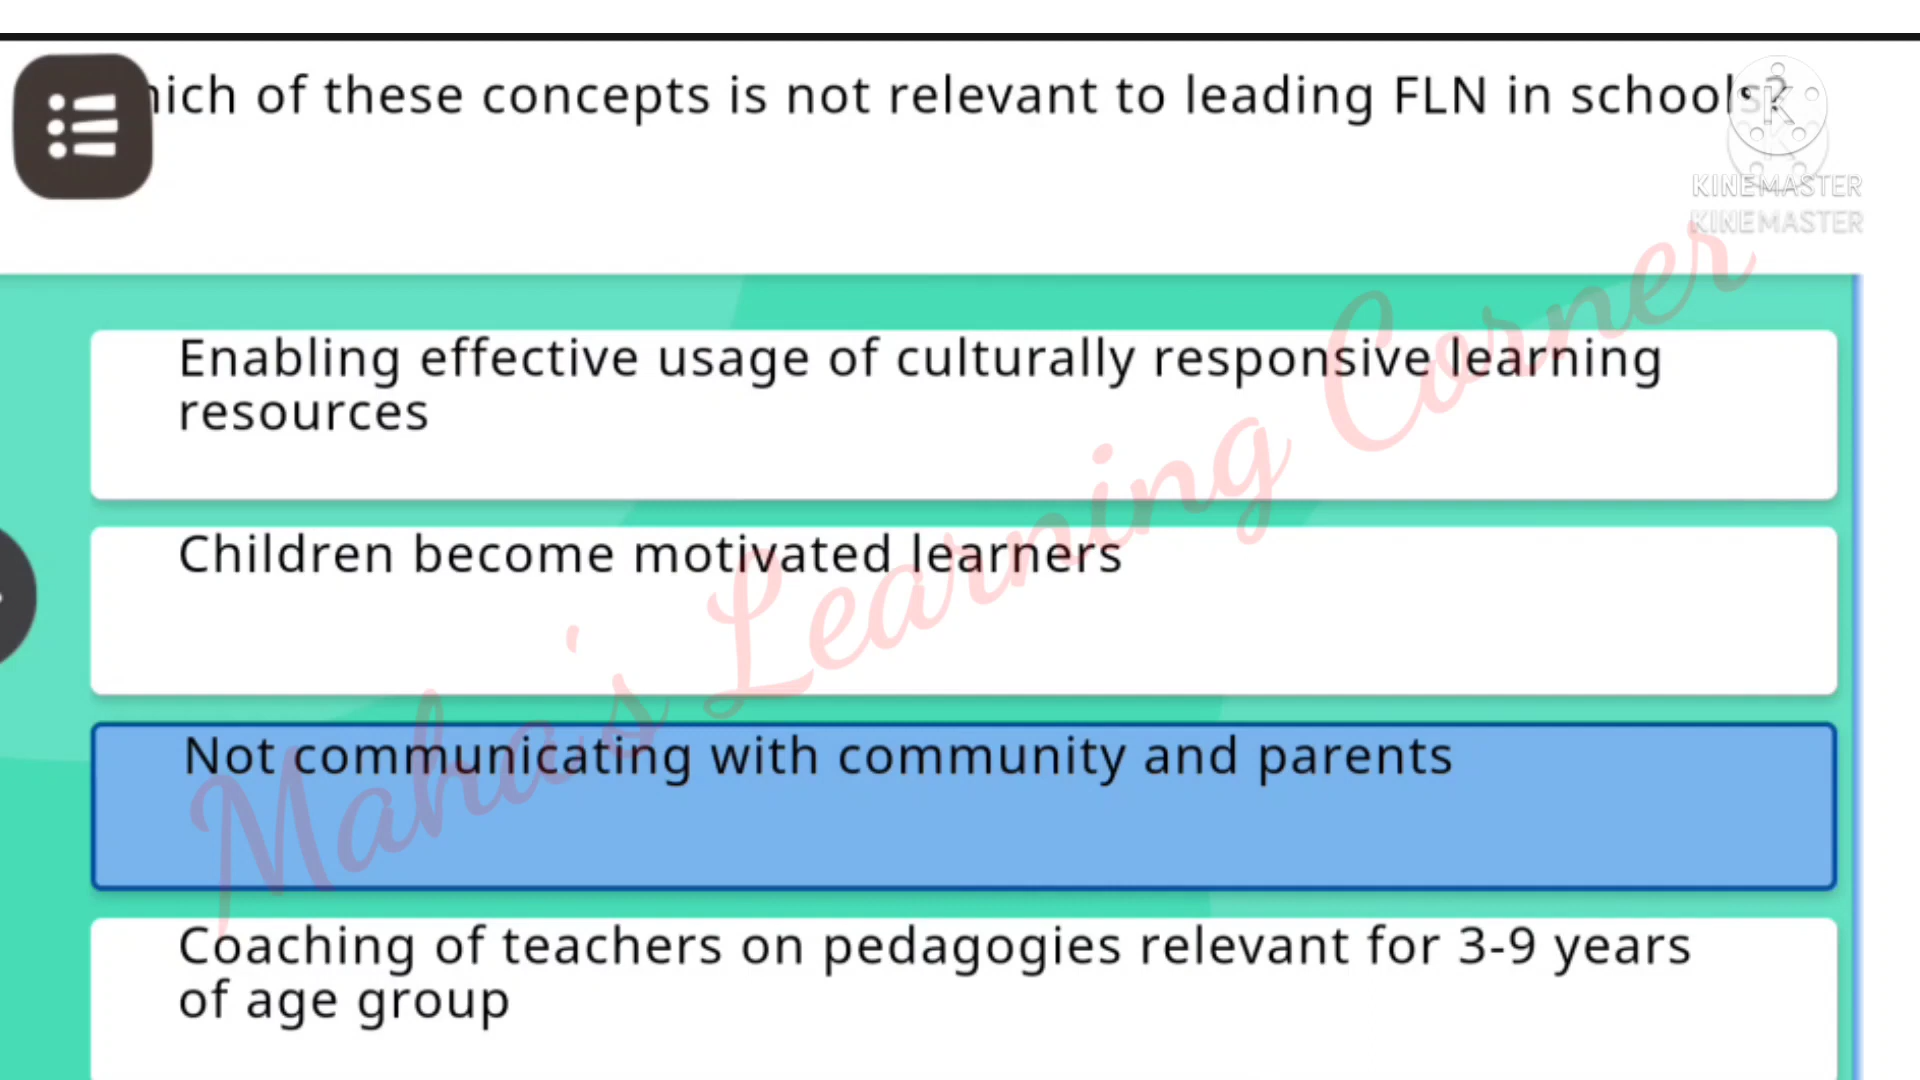 hich of these concepts is not relevant to leading FLN in schools?
KINEMASTER
KINEMASTER
Enabling effective usage of culturally responsive learning
resources
Children become motivated learners
Not communicating with community and parents
Coaching of teachers on pedagogies relevant for 3-9 years
of age group
Maha's Learning Corner